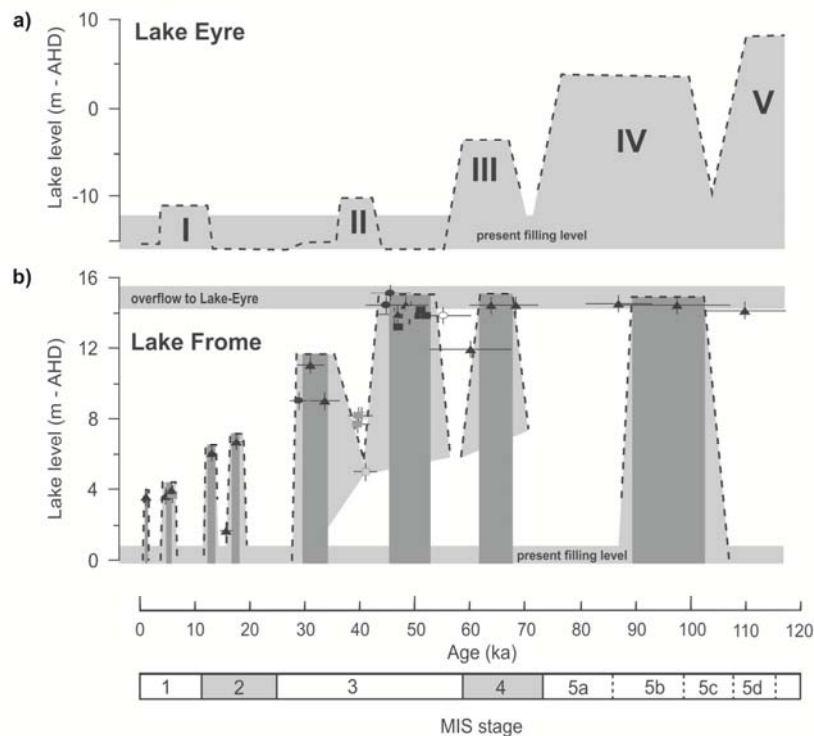 a)
Lake Eyre
Lake level (m - AHD)
10
0
-10
I
II
III
IV
V
present filling level
b)
Lake Frome
Lake level (m - AHD)
16
12
8
4
0
overflow to Lake-Eyre
present filling level
0 10 20 30 40 50 60 70 80 90 100 110 120
Age (ka)
1 2 3 4 5a 5b 5c 5d
MIS stage